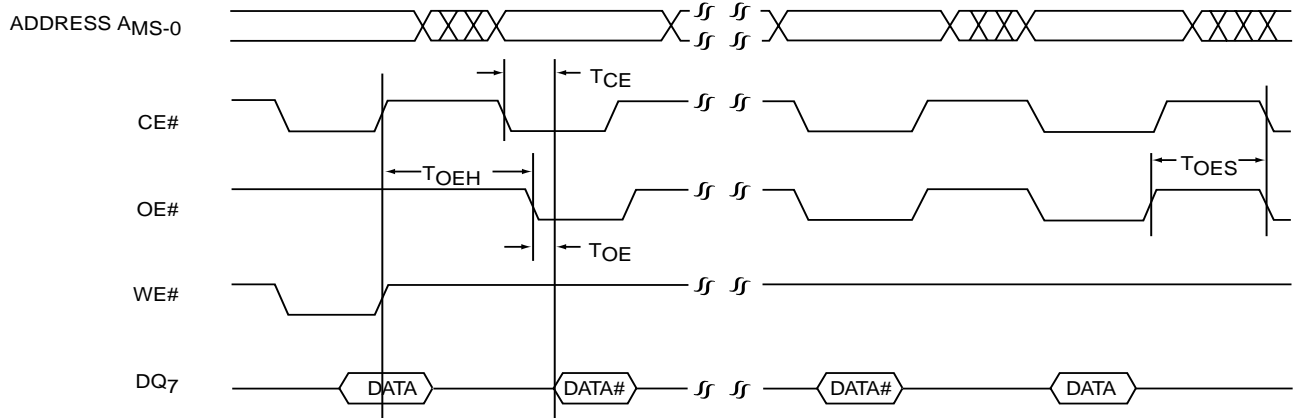 ADDRESS AMS-0
TCE
CE#
TOEH
TOES
OE#
TOE
WE#
DQ7
DATA
DATA#
DATA#
DATA